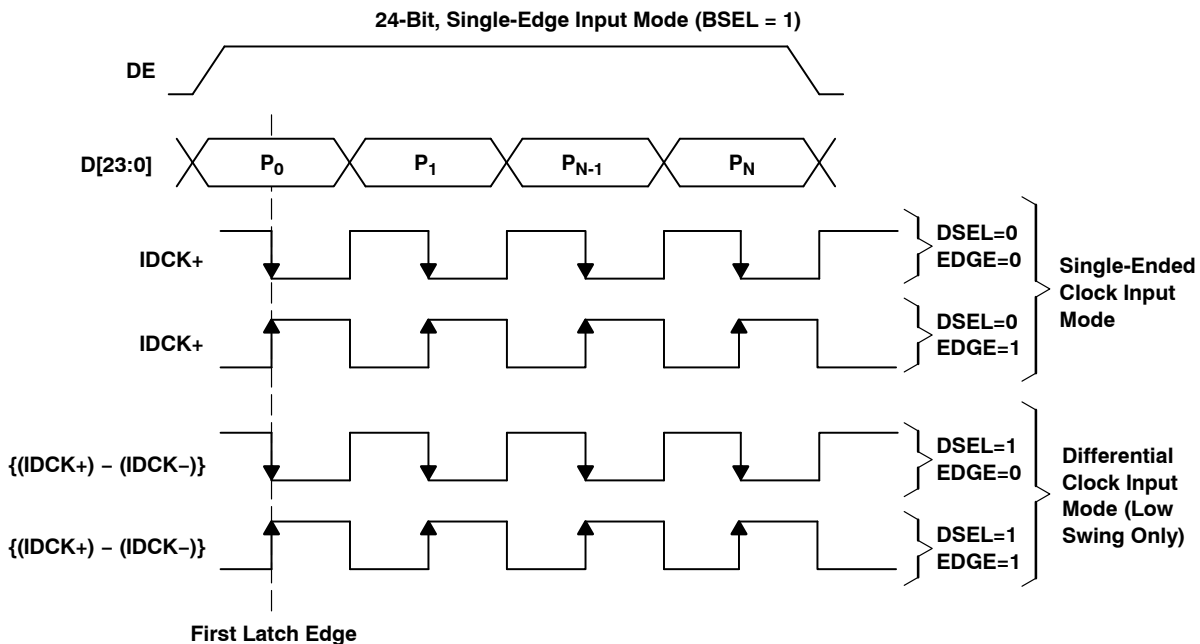 24-Bit, Single-Edge Input Mode (BSEL = 1)
DE
D[23:0]
P0
P1
PN-1
PN
IDCK+
DSEL=0
EDGE=0
IDCK+
DSEL=0
EDGE=1
Single-Ended
Clock Input
Mode
{(IDCK+) − (IDCK−)}
DSEL=1
EDGE=0
{(IDCK+) − (IDCK−)}
DSEL=1
EDGE=1
Differential
Clock Input
Mode (Low
Swing Only)
First Latch Edge